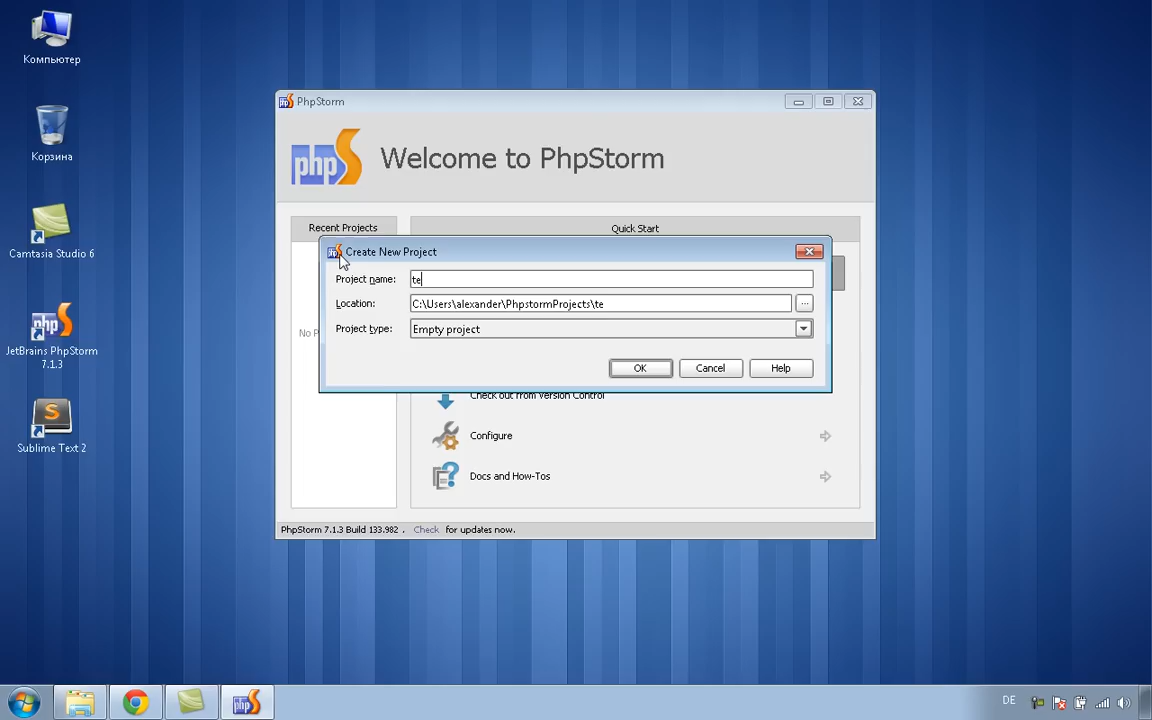 Компьютер
Корзина
Camtasia Studio 6
JetBrains PhpStorm
7.1.3
Sublime Text 2
PhpStorm
php
Welcome to PhpStorm
Recent Projects
Quick Start
Create New Project
Project name:
te
Location:
C:\Users\alexander\PhpstormProjects\te
...
Project type:
Empty project
No P
OK
Cancel
Help
Check out from Version Control
Configure
Docs and How-Tos
PhpStorm 7.1.3 Build 133.982 . Check for updates now.
DE